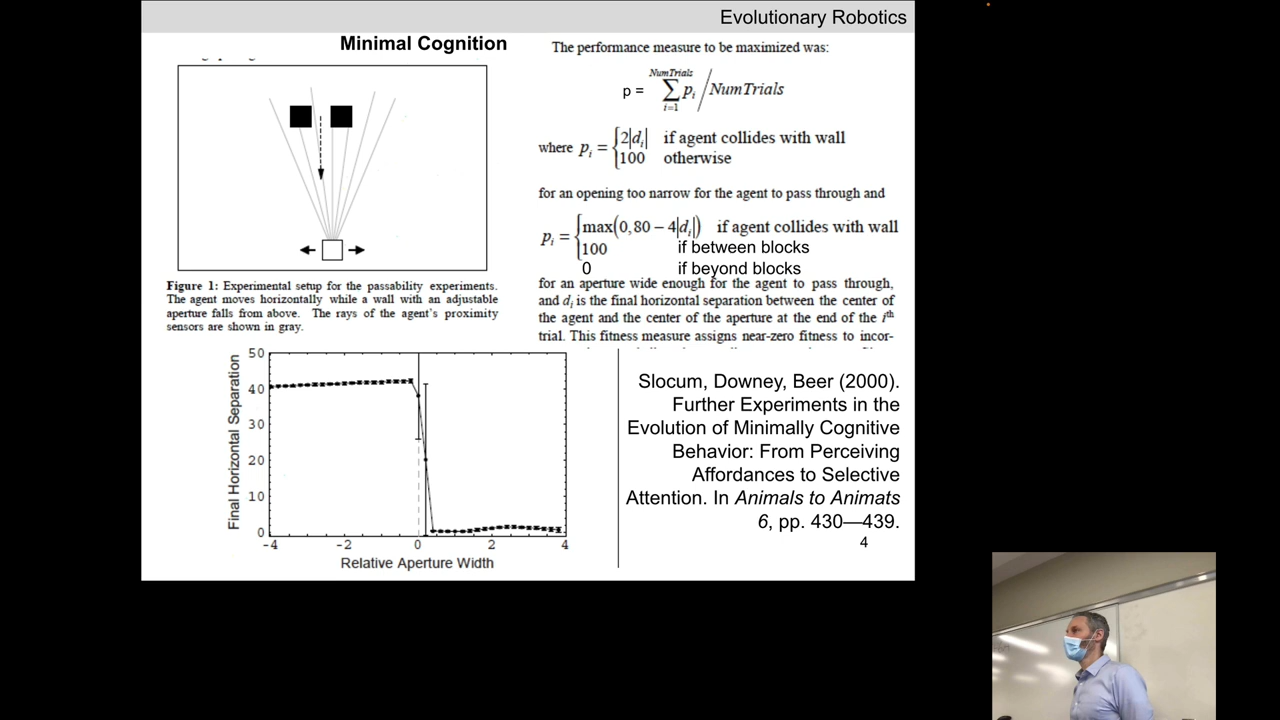 Evolutionary Robotics
Minimal Cognition
Figure 1: Experimental setup for the passability experiments.
The agent moves horizontally while a wall with an adjustable
aperture falls from above. The rays of the agent's proximity
sensors are shown in gray.
The performance measure to be maximized was:
p = NumTrials ∑ i=1 p_i / NumTrials
where p_i = { 2|d_i| if agent collides with wall
100 otherwise
for an opening too narrow for the agent to pass through and
p_i = { max(0,80 − 4|d_i|) if agent collides with wall
100 if between blocks
0 if beyond blocks
for an aperture wide enough for the agent to pass through,
and d_i is the final horizontal separation between the center of
the agent and the center of the aperture at the end of the i^th
trial. This fitness measure assigns near-zero fitness to incor-
Final Horizontal Separation
50
40
30
20
10
0
-4 -2 0 2 4
Relative Aperture Width
Slocum, Downey, Beer (2000).
Further Experiments in the
Evolution of Minimally Cognitive
Behavior: From Perceiving
Affordances to Selective
Attention. In Animals to Animats
6, pp. 430—439.
4